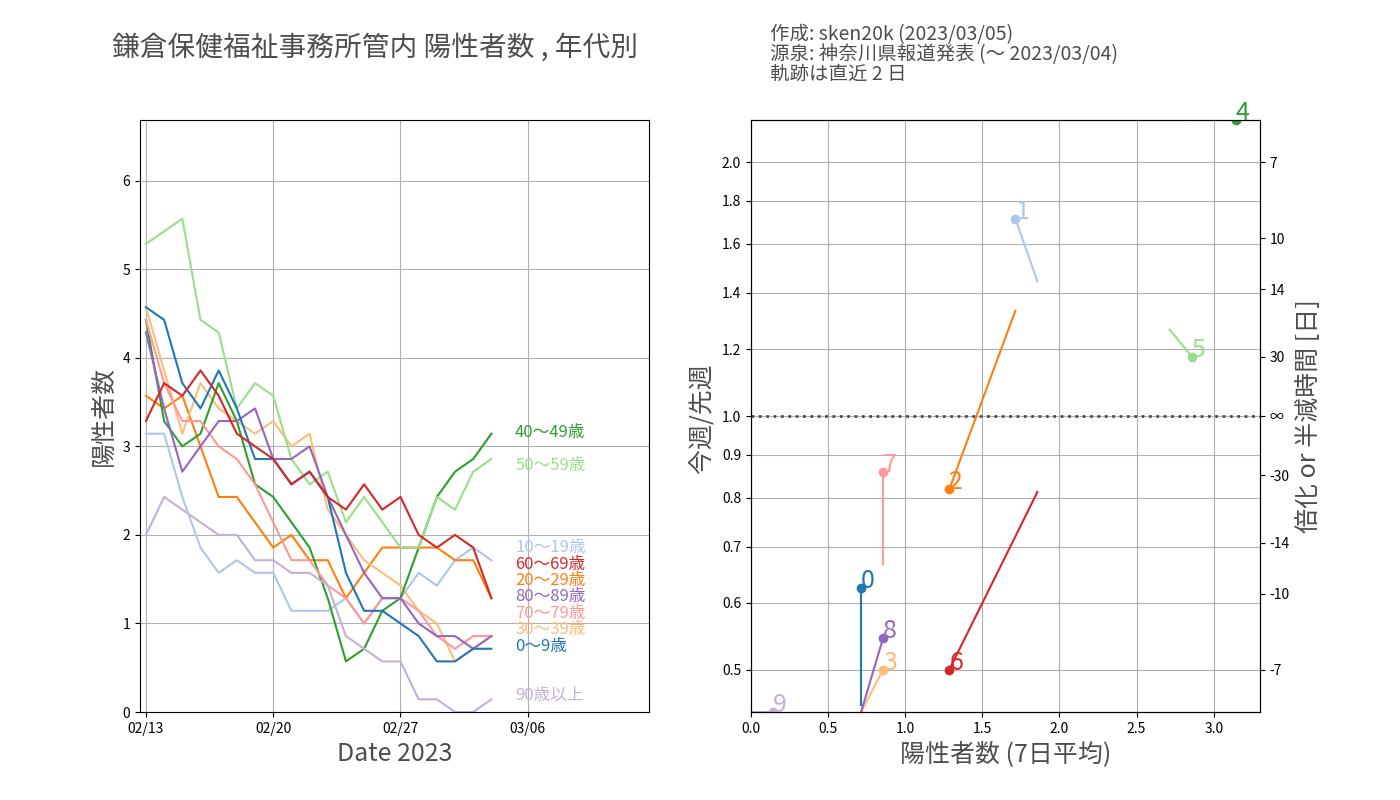 鎌倉保健福祉事務所管内 陽性者数 , 年代別
作成: sken20k (2023/03/05)
源泉: 神奈川県報道発表 (～ 2023/03/04)
軌跡は直近 2 日
陽性者数
6
5
4
3
2
1
0
02/13
02/20
02/27
03/06
Date 2023
40～49歳
50～59歳
10～19歳
60～69歳
20～29歳
80～89歳
70～79歳
30～39歳
0～9歳
90歳以上
今週/先週
2.0
1.8
1.6
1.4
1.2
1.0
0.9
0.8
0.7
0.6
0.5
0.0
0.5
1.0
1.5
2.0
2.5
3.0
陽性者数 (7日平均)
4
1
5
7
2
0
8
3
6
9
7
10
14
30
∞
-30
-14
-10
-7
倍化 or 半減時間 [日]